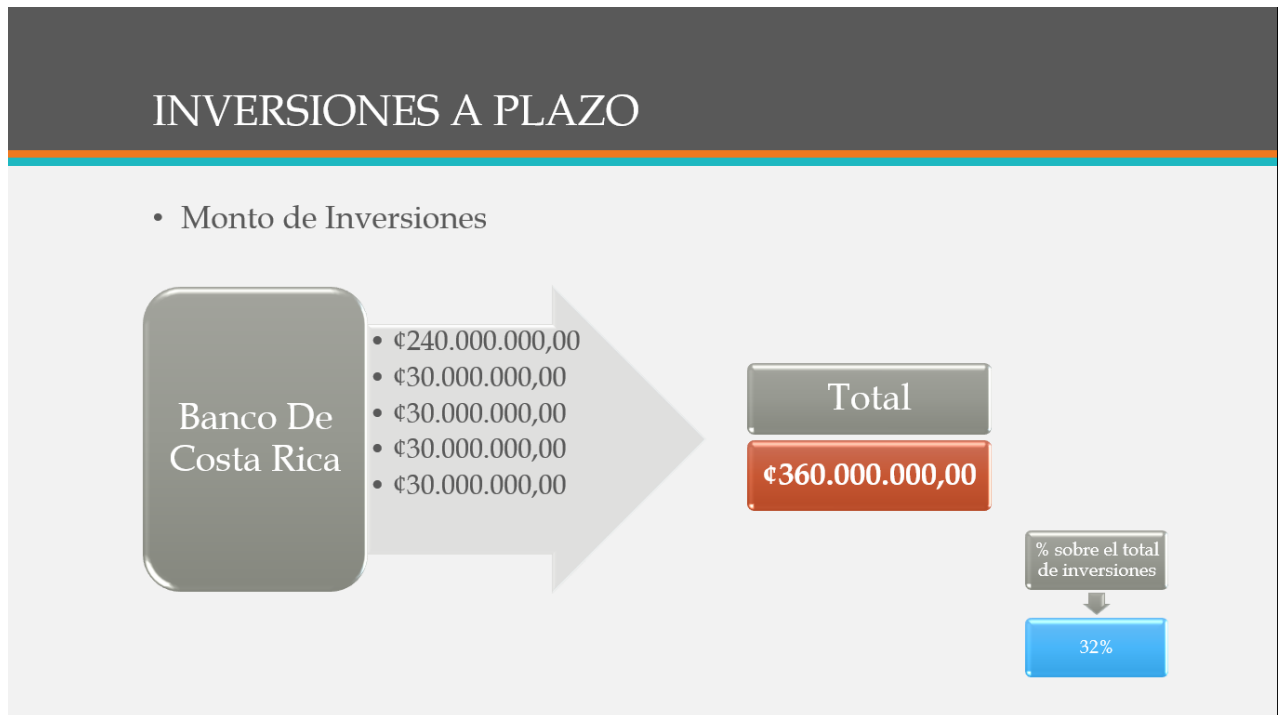 INVERSIONES A PLAZO
• Monto de Inversiones
Banco De
Costa Rica
• ¢240.000.000,00
• ¢30.000.000,00
• ¢30.000.000,00
• ¢30.000.000,00
• ¢30.000.000,00
Total
¢360.000.000,00
% sobre el total
de inversiones
32%